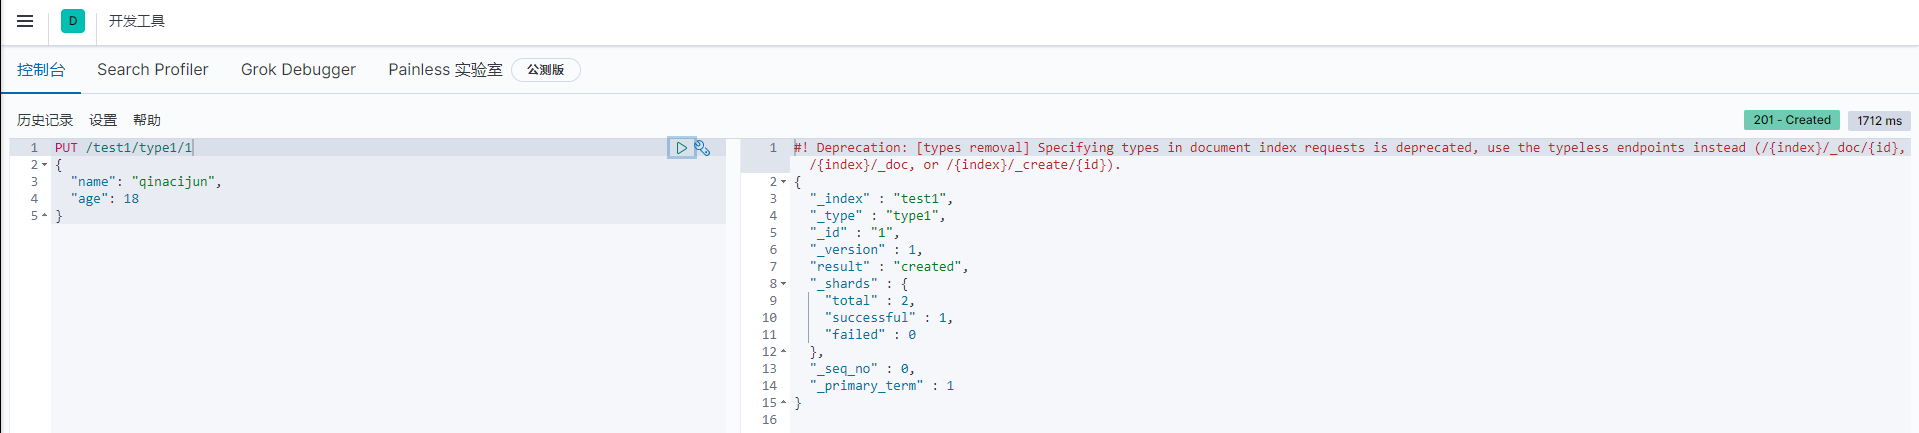 D 开发工具
控制台 Search Profiler Grok Debugger Painless 实验室 公测版
历史记录 设置 帮助 201 - Created 1712 ms
1 PUT /test1/type1/1
2 {
3 "name": "qinacijun",
4 "age": 18
5 }
1 #! Deprecation: [types removal] Specifying types in document index requests is deprecated, use the typeless endpoints instead (/{index}/_doc/{id},
/{index}/_doc, or /{index}/_create/{id}).
2 {
3 "_index" : "test1",
4 "_type" : "type1",
5 "_id" : "1",
6 "_version" : 1,
7 "result" : "created",
8 "_shards" : {
9 "total" : 2,
10 "successful" : 1,
11 "failed" : 0
12 },
13 "_seq_no" : 0,
14 "_primary_term" : 1
15 }
16